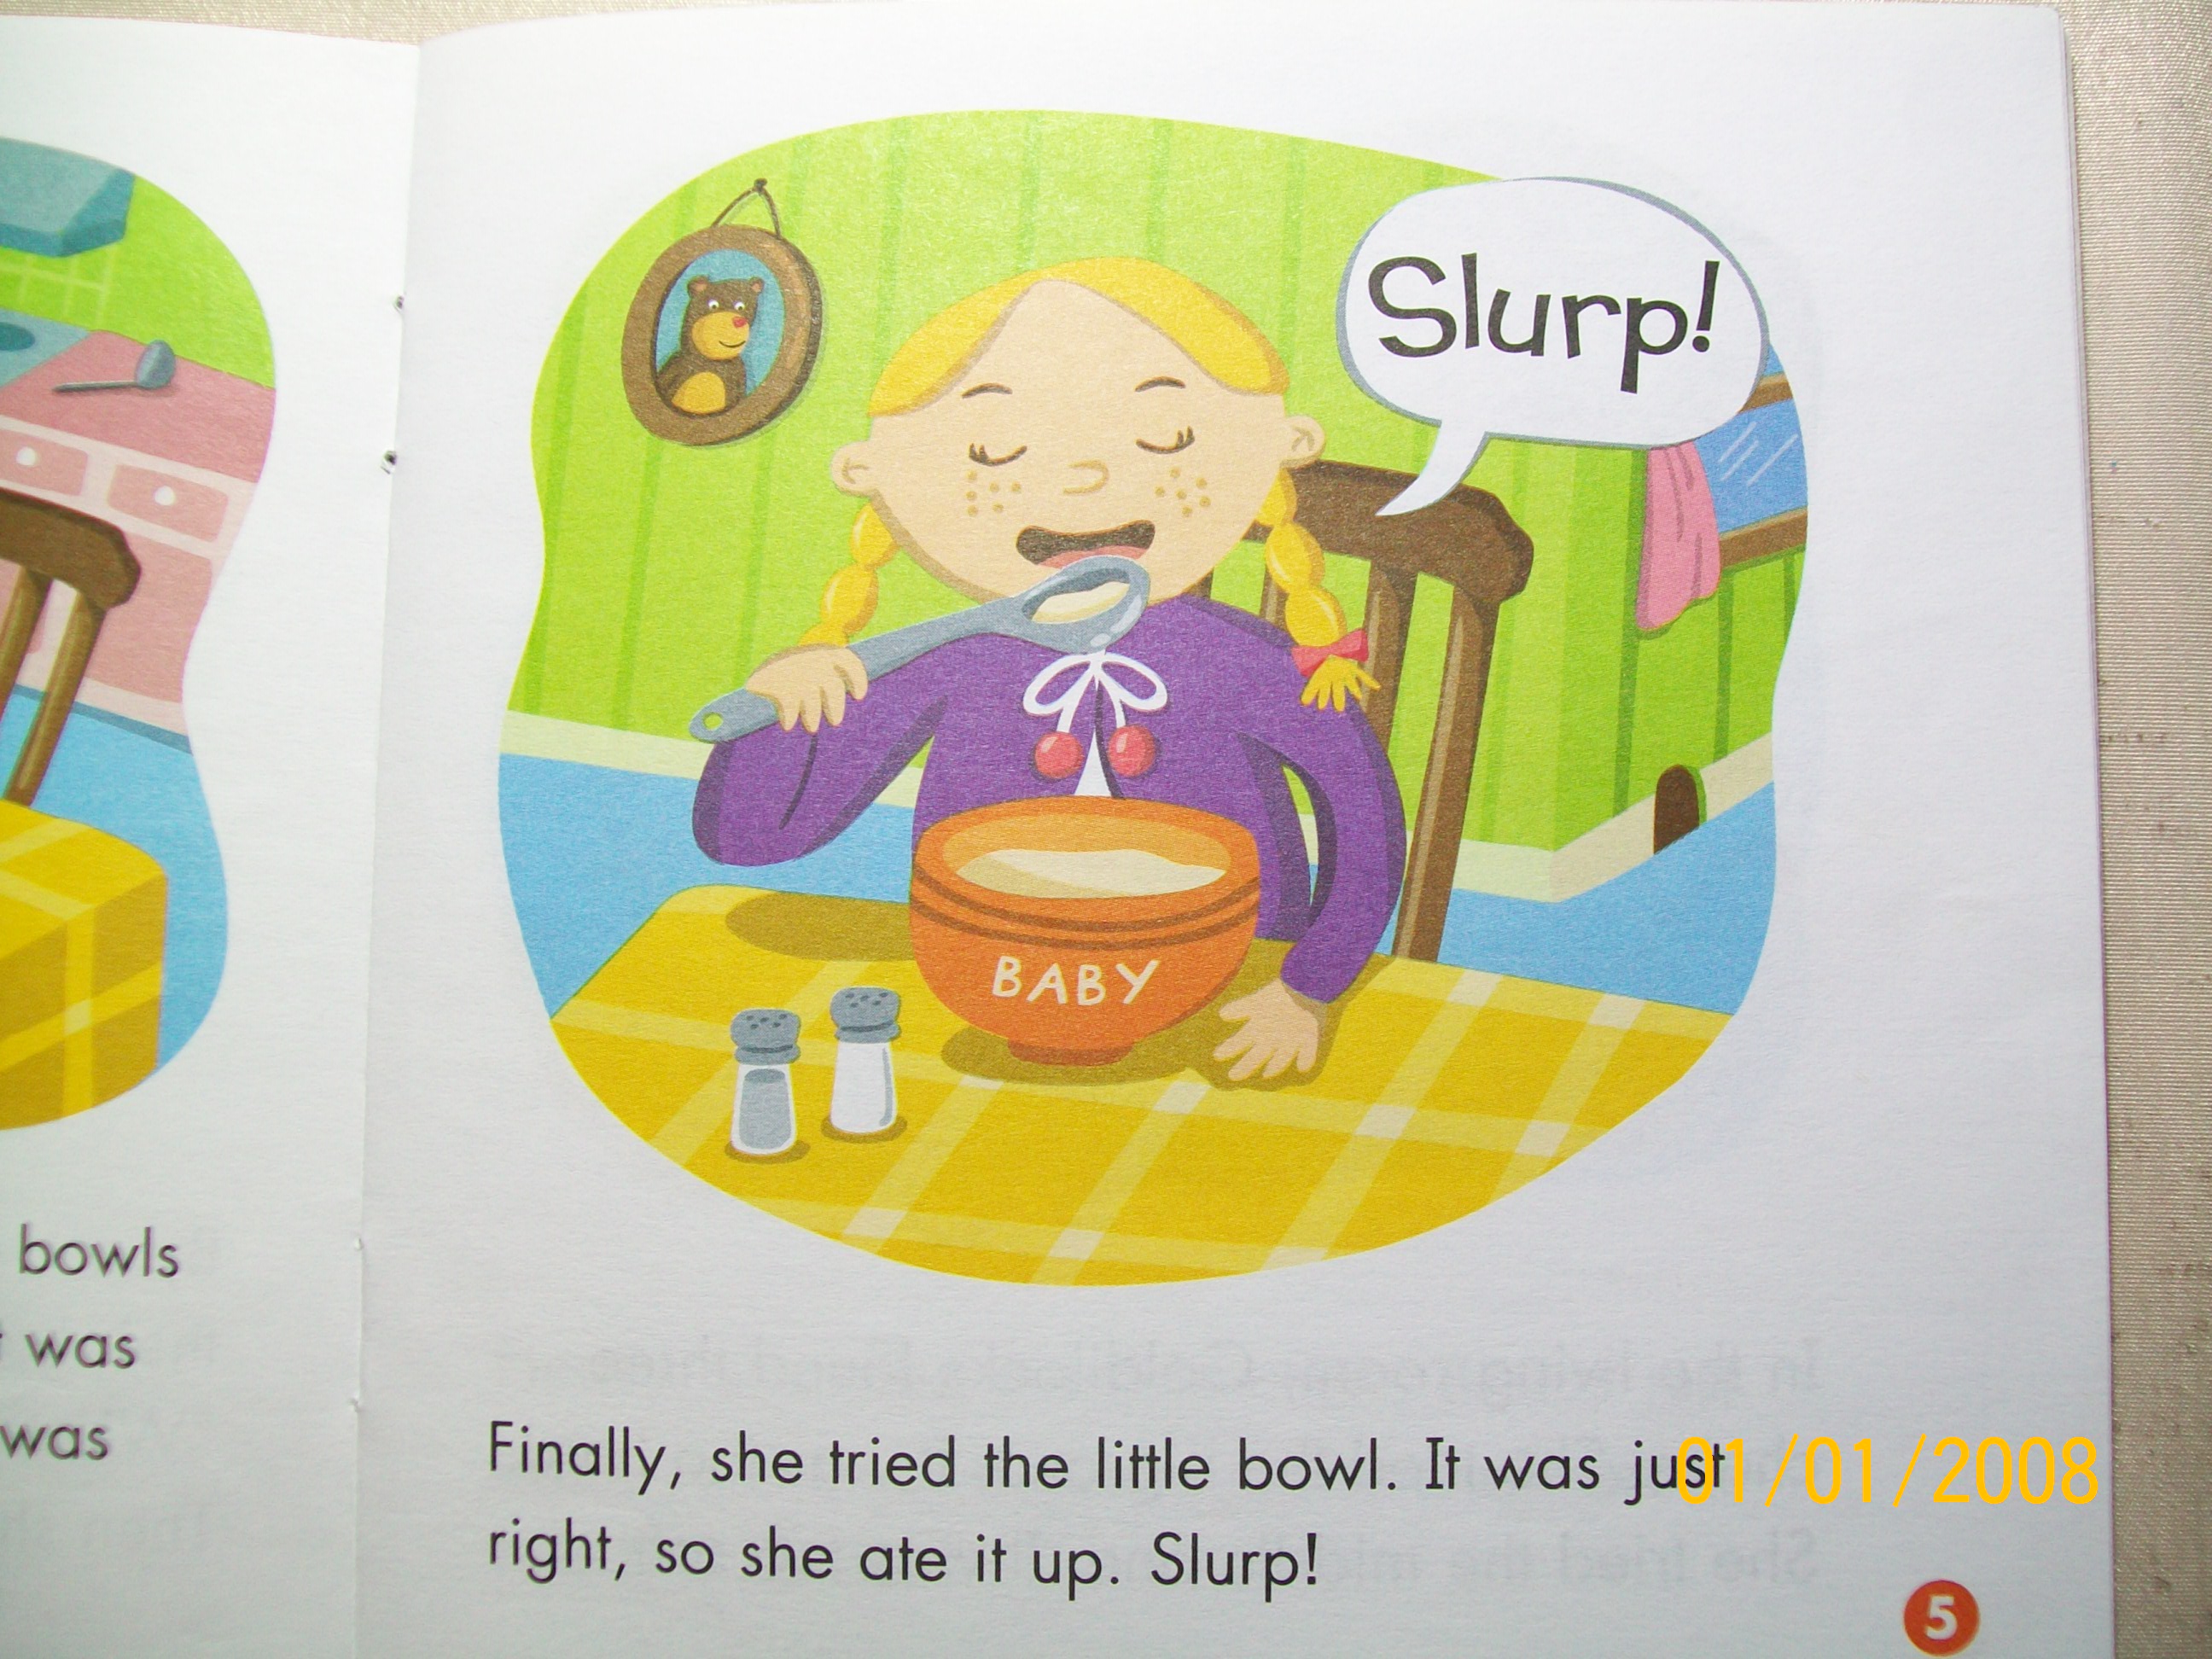 bowls
was
was
Slurp!
BABY
Finally, she tried the little bowl. It was just
right, so she ate it up. Slurp!
01/01/2008
5